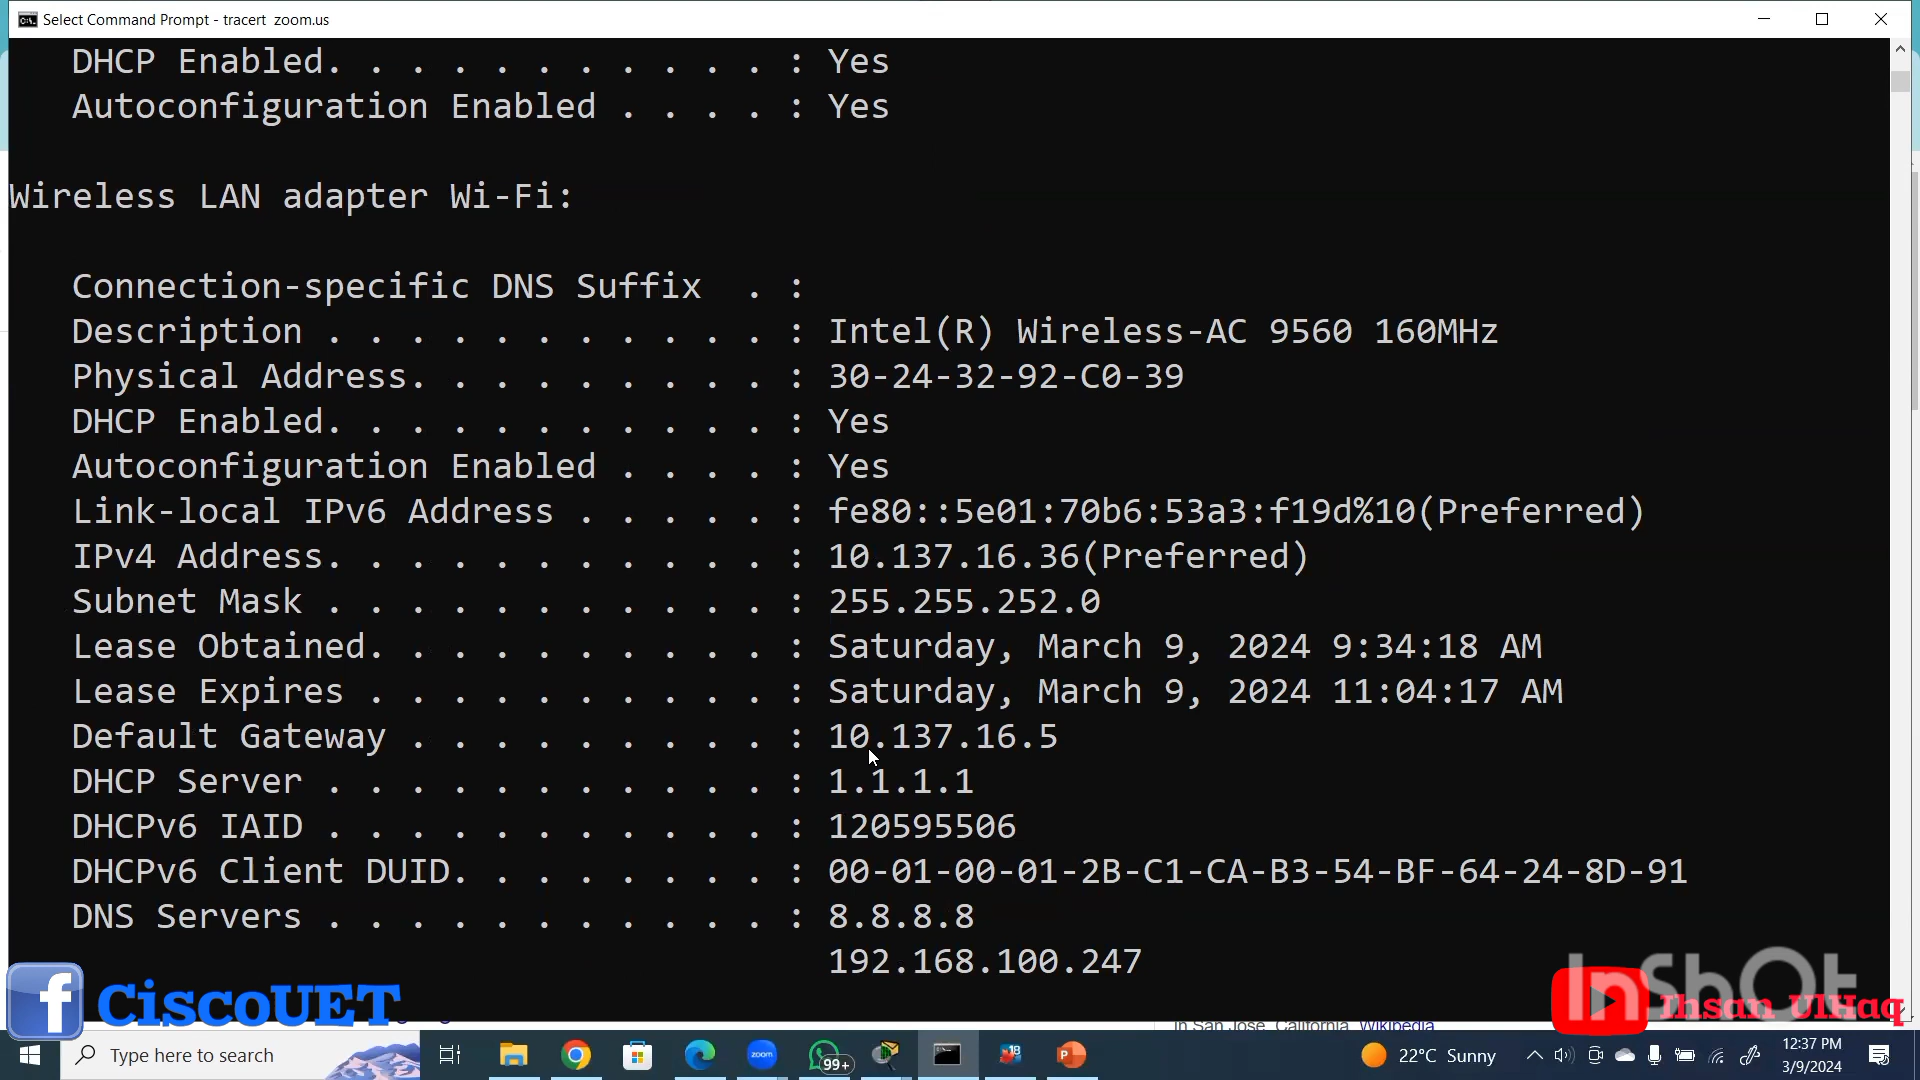 Select Command Prompt - tracert zoom.us
DHCP Enabled. . . . . . . . . . . : Yes
Autoconfiguration Enabled . . . . : Yes
Wireless LAN adapter Wi-Fi:
Connection-specific DNS Suffix  . :
Description . . . . . . . . . . . : Intel(R) Wireless-AC 9560 160MHz
Physical Address. . . . . . . . . : 30-24-32-92-C0-39
DHCP Enabled. . . . . . . . . . . : Yes
Autoconfiguration Enabled . . . . : Yes
Link-local IPv6 Address . . . . . : fe80::5e01:70b6:53a3:f19d%10(Preferred)
IPv4 Address. . . . . . . . . . . : 10.137.16.36(Preferred)
Subnet Mask . . . . . . . . . . . : 255.255.252.0
Lease Obtained. . . . . . . . . . : Saturday, March 9, 2024 9:34:18 AM
Lease Expires . . . . . . . . . . : Saturday, March 9, 2024 11:04:17 AM
Default Gateway . . . . . . . . . : 10.137.16.5
DHCP Server . . . . . . . . . . . : 1.1.1.1
DHCPv6 IAID . . . . . . . . . . . : 120595506
DHCPv6 Client DUID. . . . . . . . : 00-01-00-01-2B-C1-CA-B3-54-BF-64-24-8D-91
DNS Servers . . . . . . . . . . . : 8.8.8.8
192.168.100.247
f CiscoUET
InShOt
Ihsan UlHaq
in San Jose, California. Wikipedia
Type here to search
zoom
99+
18
P
22°C Sunny
12:37 PM
3/9/2024